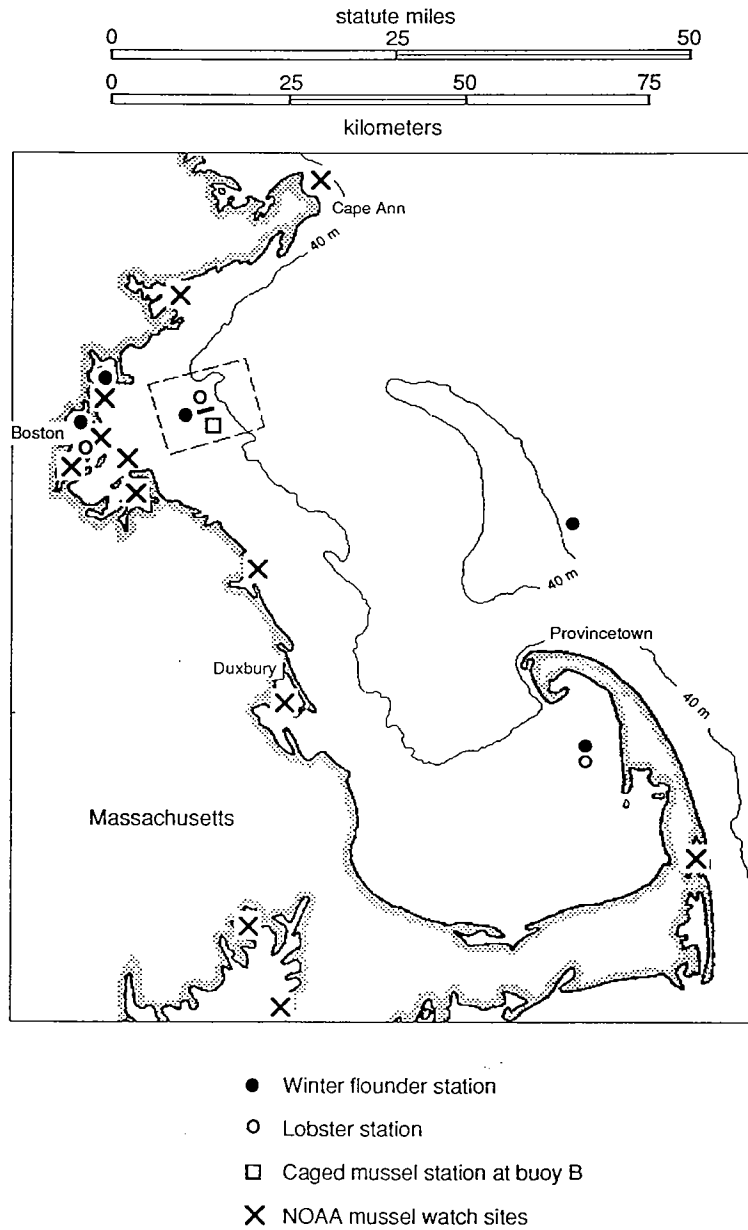 statute miles
0 25 50
0 25 50 75
kilometers
Cape Ann
40 m
Boston
40 m
Provincetown
Duxbury
40 m
Massachusetts
Winter flounder station
Lobster station
Caged mussel station at buoy B
NOAA mussel watch sites